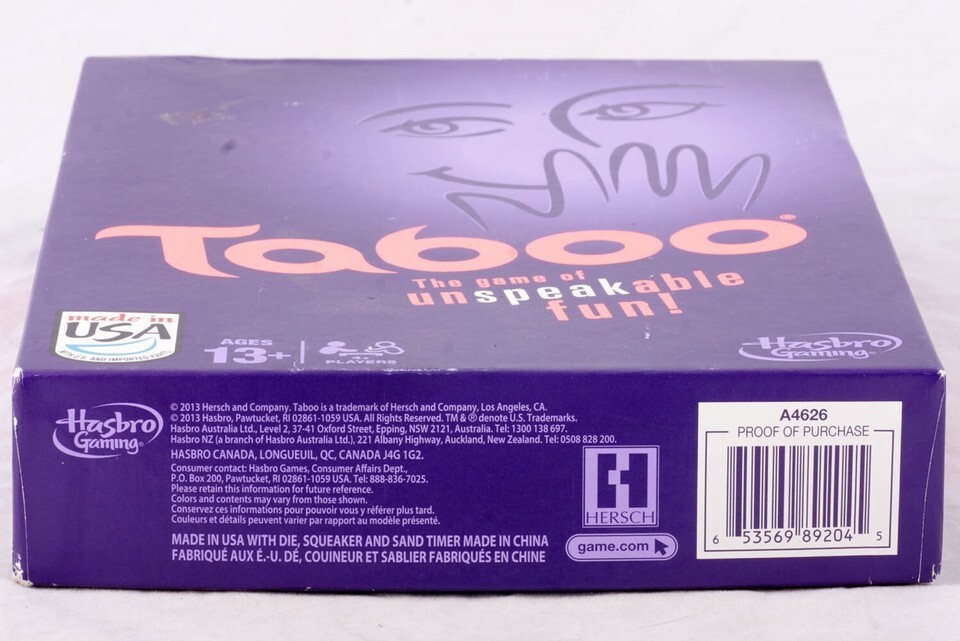 Taboo®
The game of
unspeakable
fun!
made in
USA
WITH U.S. AND IMPORTED PARTS
AGES
13+
4+
PLAYERS
Hasbro
Gaming®
Hasbro
Gaming®
© 2013 Hersch and Company. Taboo is a trademark of Hersch and Company, Los Angeles, CA.
© 2013 Hasbro, Pawtucket, RI 02861-1059 USA. All Rights Reserved. TM & ® denote U.S. Trademarks.
Hasbro Australia Ltd., Level 2, 37-41 Oxford Street, Epping, NSW 2121, Australia. Tel: 1300 138 697.
Hasbro NZ (a branch of Hasbro Australia Ltd.), 221 Albany Highway, Auckland, New Zealand. Tel: 0508 828 200.
HASBRO CANADA, LONGUEUIL, QC, CANADA J4G 1G2.
Consumer contact: Hasbro Games, Consumer Affairs Dept.,
P.O. Box 200, Pawtucket, RI 02861-1059 USA. Tel: 888-836-7025.
Please retain this information for future reference.
Colors and contents may vary from those shown.
Conservez ces informations pour pouvoir vous y référer plus tard.
Couleurs et détails peuvent varier par rapport au modèle présenté.
MADE IN USA WITH DIE, SQUEAKER AND SAND TIMER MADE IN CHINA
FABRIQUÉ AUX É.-U. DÉ, COUINEUR ET SABLIER FABRIQUÉS EN CHINE
HERSCH
game.com
A4626
PROOF OF PURCHASE
6 53569 89204 5